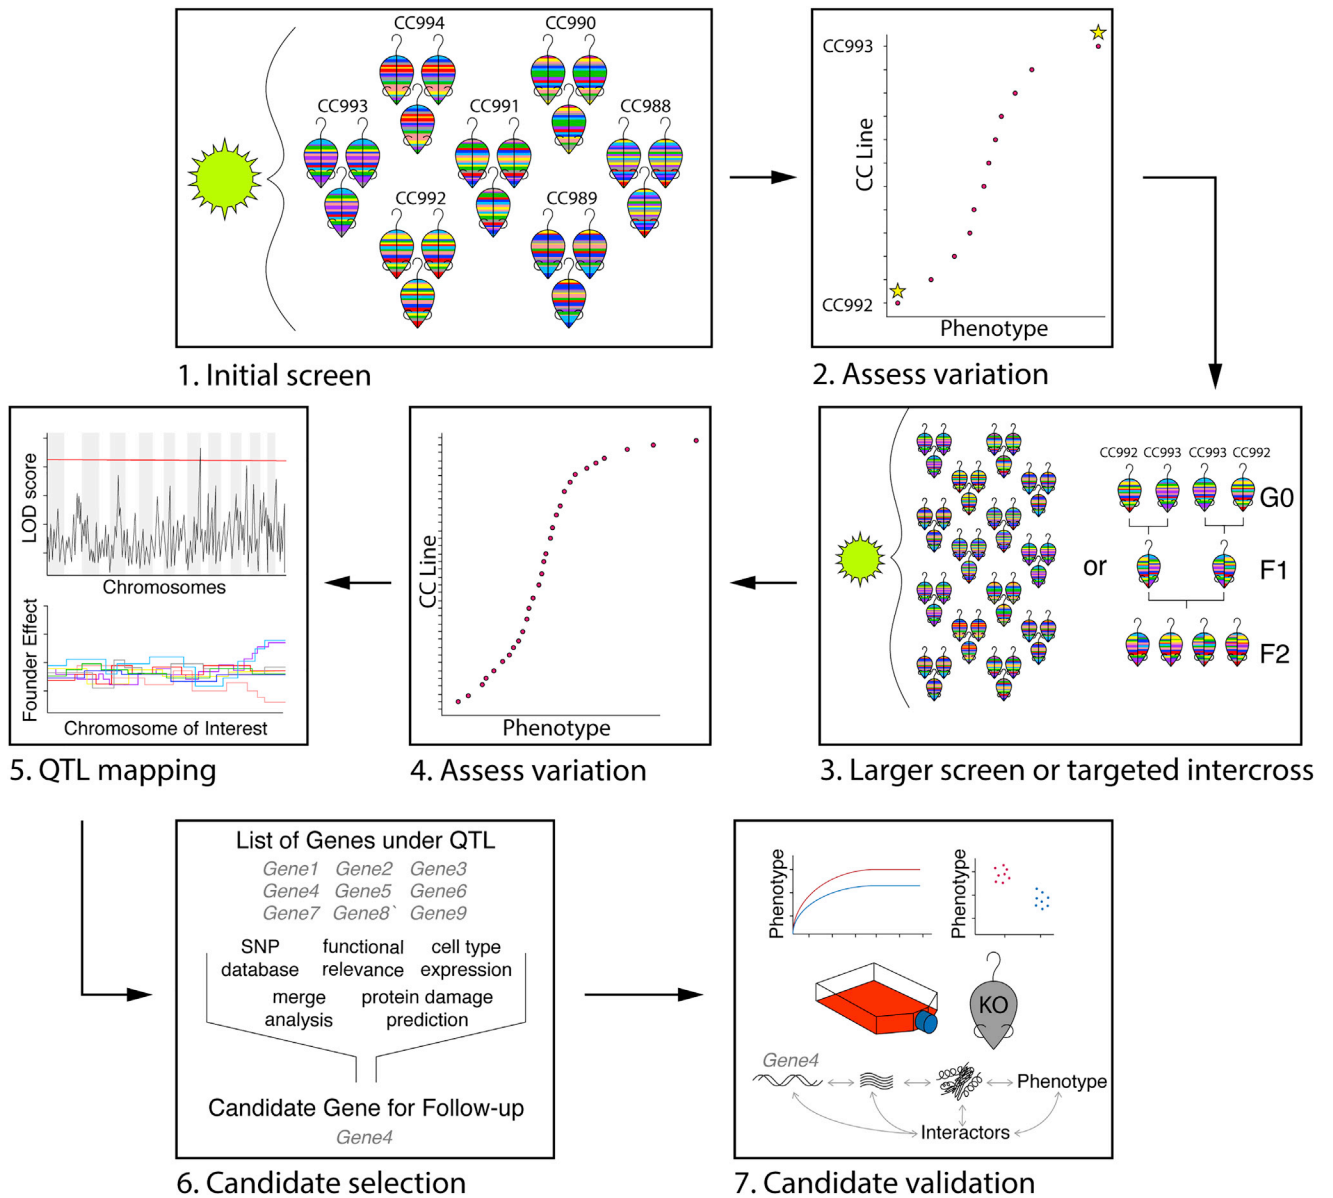 CC994
CC990
CC993
CC991
CC988
CC992
CC989
1. Initial screen
CC993
CC Line
CC992
Phenotype
2. Assess variation
CC992 CC993 CC993 CC992
G0
or
F1
F2
3. Larger screen or targeted intercross
CC Line
Phenotype
4. Assess variation
LOD score
Chromosomes
Founder Effect
Chromosome of Interest
5. QTL mapping
List of Genes under QTL
Gene1 Gene2 Gene3
Gene4 Gene5 Gene6
Gene7 Gene8` Gene9
SNP functional cell type
database relevance expression
merge protein damage
analysis prediction
Candidate Gene for Follow-up
Gene4
6. Candidate selection
Phenotype
Phenotype
KO
Gene4
Phenotype
Interactors
7. Candidate validation